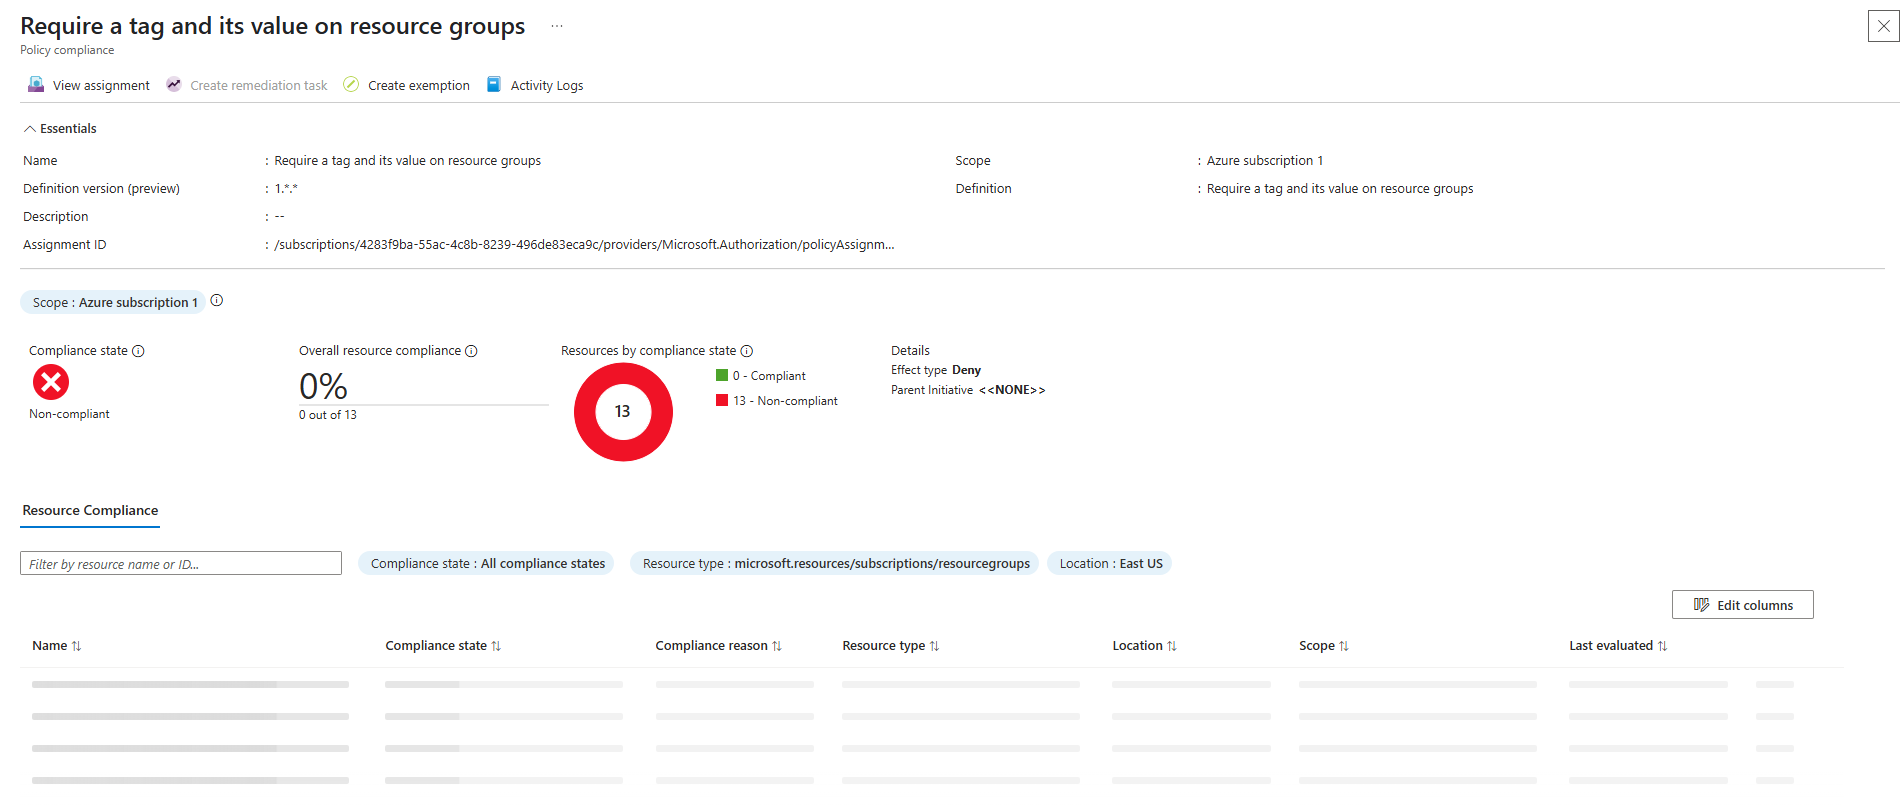 Require a tag and its value on resource groups ...
Policy compliance
View assignment Create remediation task Create exemption Activity Logs
Essentials
Name : Require a tag and its value on resource groups Scope : Azure subscription 1
Definition version (preview) : 1.*.* Definition : Require a tag and its value on resource groups
Description : --
Assignment ID : /subscriptions/4283f9ba-55ac-4c8b-8239-496de83eca9c/providers/Microsoft.Authorization/policyAssignm...
Scope : Azure subscription 1
Compliance state Overall resource compliance Resources by compliance state Details
0% 0 - Compliant Effect type Deny
Parent Initiative <<NONE>>
13 13 - Non-compliant
Non-compliant 0 out of 13
Resource Compliance
Filter by resource name or ID... Compliance state : All compliance states Resource type : microsoft.resources/subscriptions/resourcegroups Location : East US
Edit columns
Name Compliance state Compliance reason Resource type Location Scope Last evaluated